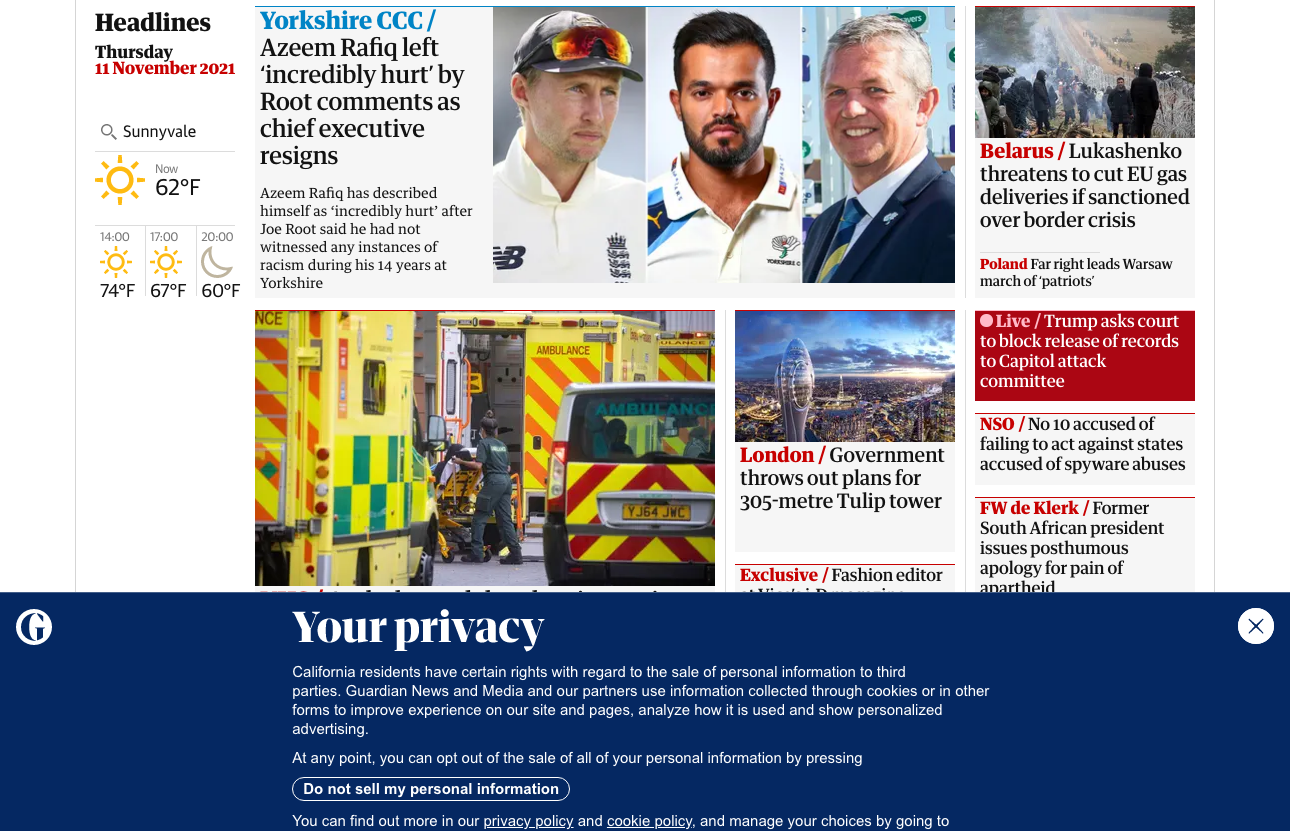 Headlines
Thursday
11 November 2021
Sunnyvale
Now
62°F
14:00
17:00
20:00
74°F
67°F
60°F
Yorkshire CCC /
Azeem Rafiq left
‘incredibly hurt’ by
Root comments as
chief executive
resigns
Azeem Rafiq has described
himself as ‘incredibly hurt’ after
Joe Root said he had not
witnessed any instances of
racism during his 14 years at
Yorkshire
Belarus / Lukashenko
threatens to cut EU gas
deliveries if sanctioned
over border crisis
Poland Far right leads Warsaw
march of ‘patriots’
NCE
AMBULANCE
ULANCE
AMBULANC
YJ64 JWC
London / Government
throws out plans for
305-metre Tulip tower
Exclusive / Fashion editor
Live / Trump asks court
to block release of records
to Capitol attack
committee
NSO / No 10 accused of
failing to act against states
accused of spyware abuses
FW de Klerk / Former
South African president
issues posthumous
apology for pain of
apartheid
Your privacy
California residents have certain rights with regard to the sale of personal information to third
parties. Guardian News and Media and our partners use information collected through cookies or in other
forms to improve experience on our site and pages, analyze how it is used and show personalized
advertising.
At any point, you can opt out of the sale of all of your personal information by pressing
Do not sell my personal information
You can find out more in our privacy policy and cookie policy, and manage your choices by going to